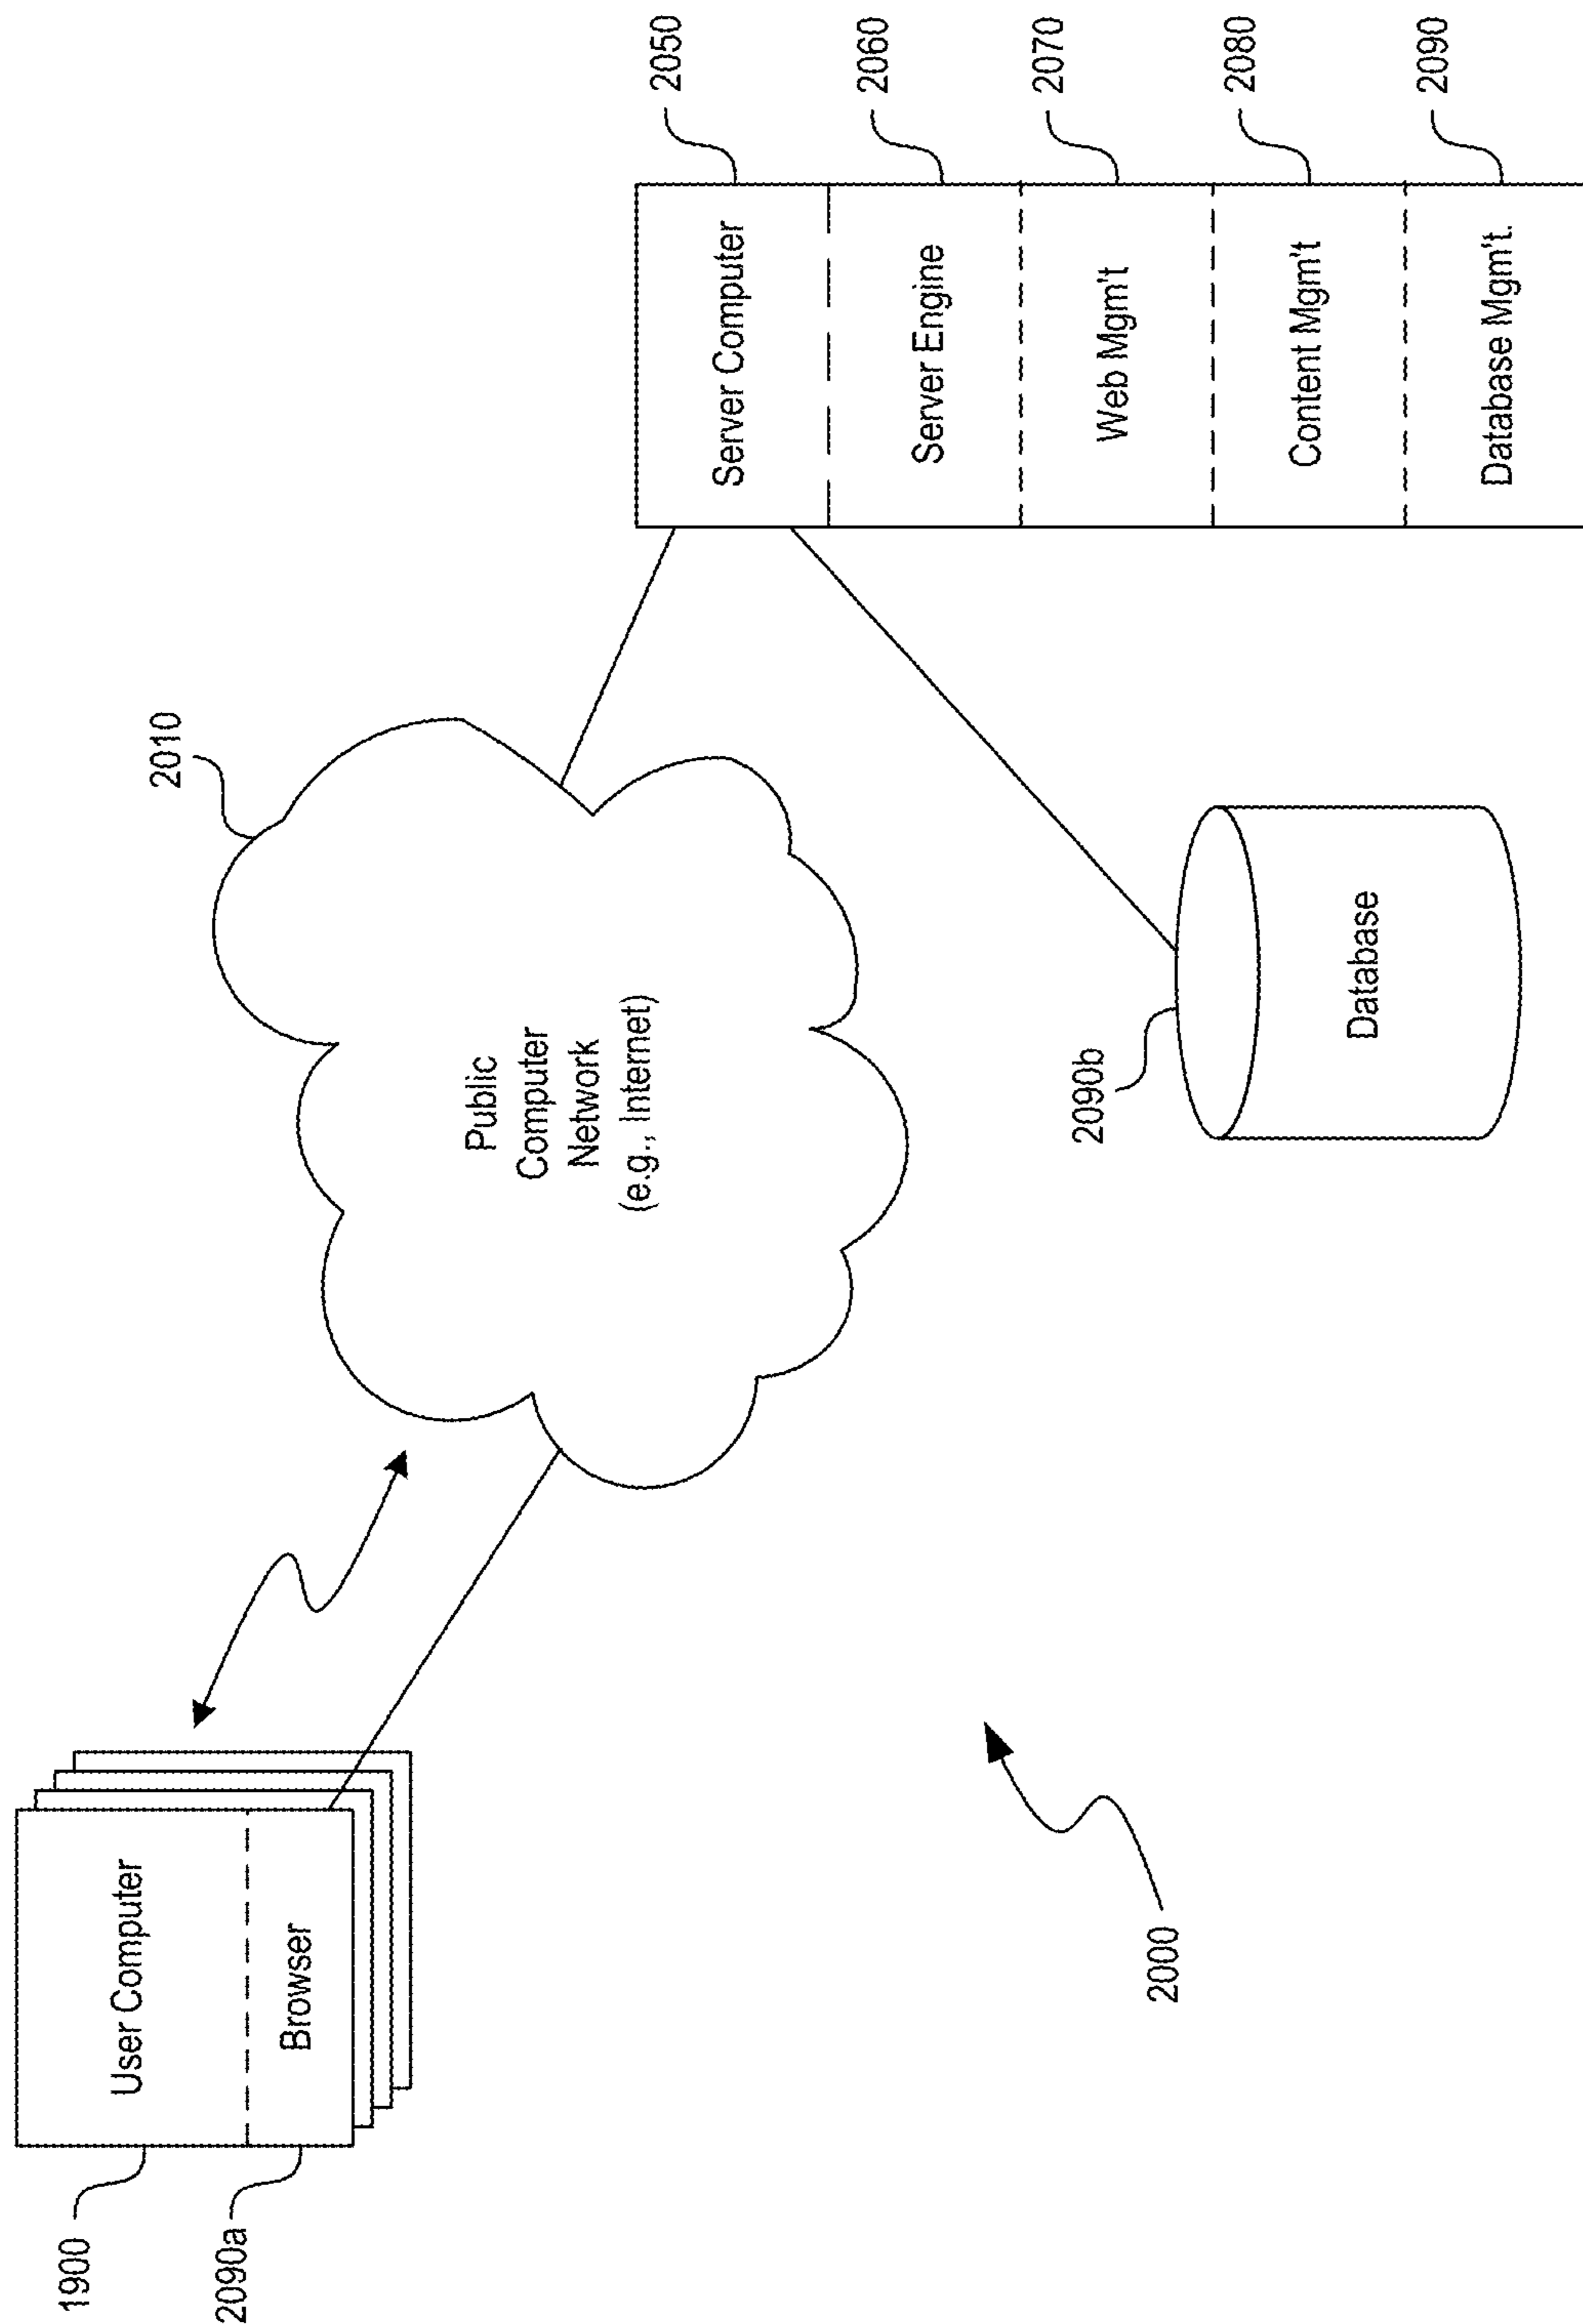 1900
User Computer
2090a
Browser
2010
Public
Computer
Network
(e.g., Internet)
2050
Server Computer
2060
Server Engine
2070
Web Mgm't
2080
Content Mgm't
2090
Database Mgm't.
2090b
Database
2000